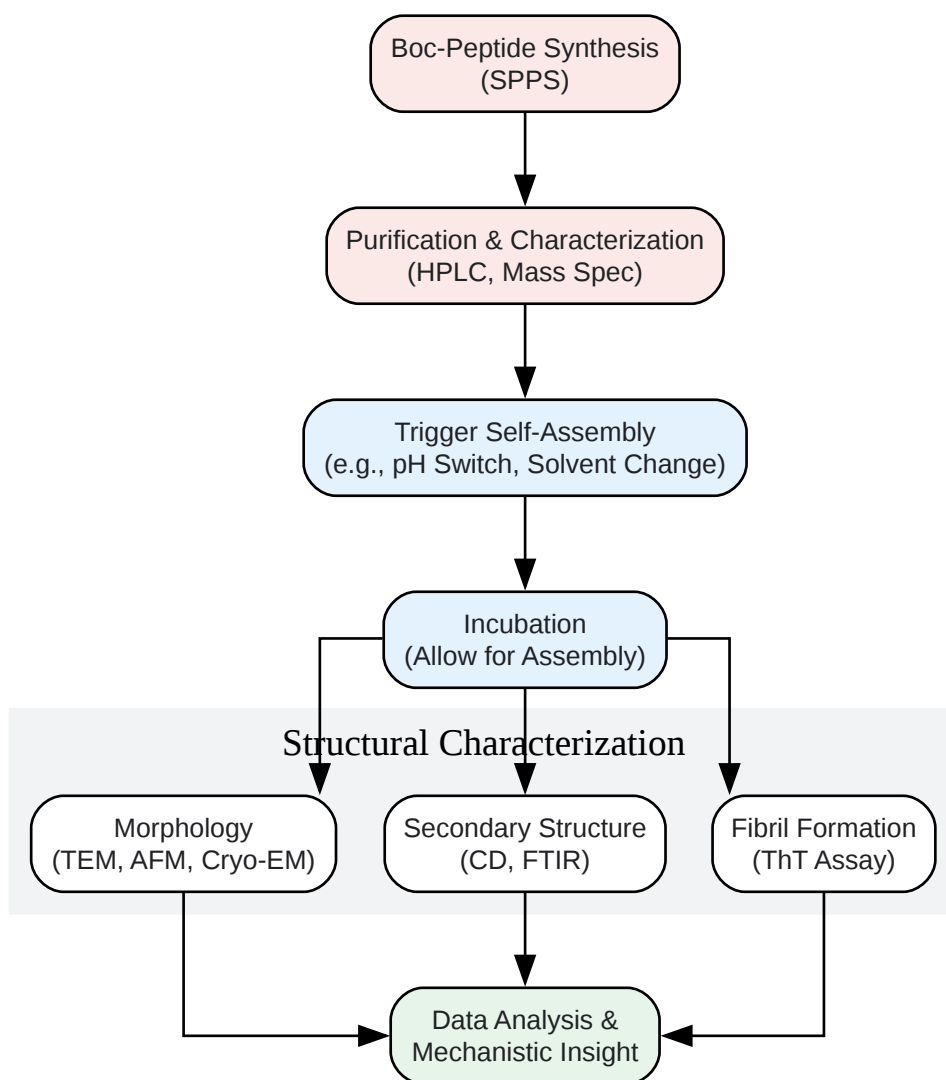 Boc-Peptide Synthesis
(SPPS)
Purification & Characterization
(HPLC, Mass Spec)
Trigger Self-Assembly
(e.g., pH Switch, Solvent Change)
Incubation
(Allow for Assembly)
Structural Characterization
Morphology
(TEM, AFM, Cryo-EM)
Secondary Structure
(CD, FTIR)
Fibril Formation
(ThT Assay)
Data Analysis &
Mechanistic Insight